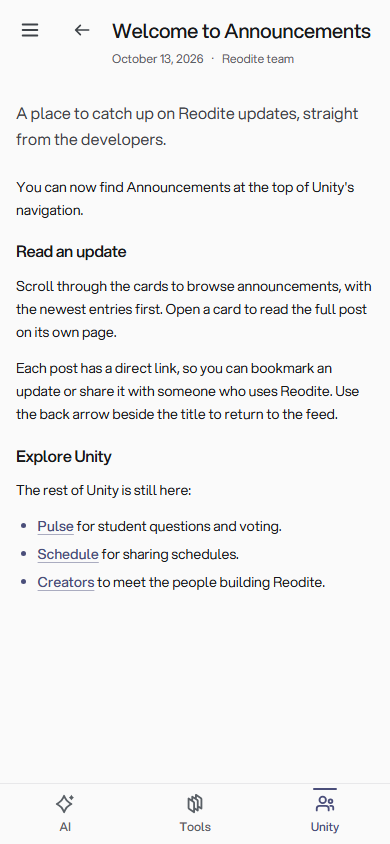 Welcome to Announcements
October 13, 2026 · Reodite team
A place to catch up on Reodite updates, straight
from the developers.
You can now find Announcements at the top of Unity's
navigation.
Read an update
Scroll through the cards to browse announcements, with
the newest entries first. Open a card to read the full post
on its own page.
Each post has a direct link, so you can bookmark an
update or share it with someone who uses Reodite. Use
the back arrow beside the title to return to the feed.
Explore Unity
The rest of Unity is still here:
• Pulse for student questions and voting.
• Schedule for sharing schedules.
• Creators to meet the people building Reodite.
AI
Tools
Unity